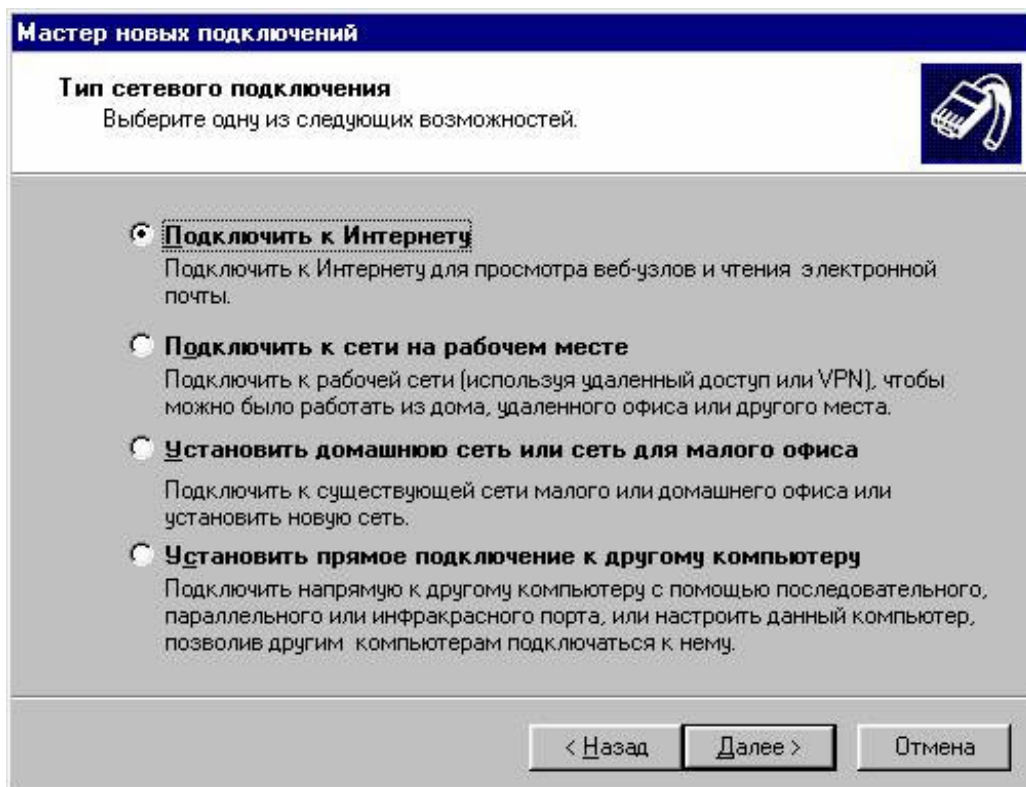 Мастер новых подключений
Тип сетевого подключения
Выберите одну из следующих возможностей.
Подключить к Интернету
Подключить к Интернету для просмотра веб-узлов и чтения электронной
почты.
Подключить к сети на рабочем месте
Подключить к рабочей сети (используя удаленный доступ или VPN), чтобы
можно было работать из дома, удаленного офиса или другого места.
Установить домашнюю сеть или сеть для малого офиса
Подключить к существующей сети малого или домашнего офиса или
установить новую сеть.
Установить прямое подключение к другому компьютеру
Подключить напрямую к другому компьютеру с помощью последовательного,
параллельного или инфракрасного порта, или настроить данный компьютер,
позволив другим компьютерам подключаться к нему.
< Назад Далее > Отмена